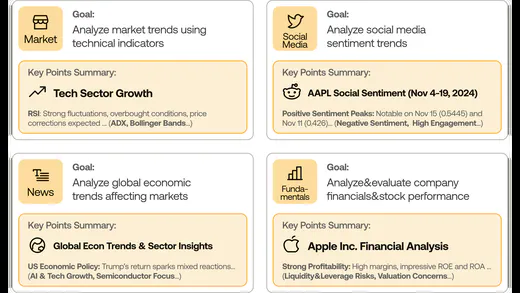 Market
Goal:
Analyze market trends using
technical indicators
Key Points Summary:
Tech Sector Growth
RSI: Strong fluctuations, overbought conditions, price
corrections expected ... (ADX, Bollinger Bands...)
Social
Media
Goal:
Analyze social media
sentiment trends
Key Points Summary:
AAPL Social Sentiment (Nov 4-19, 2024)
Positive Sentiment Peaks: Notable on Nov 15 (0.5445) and
Nov 11 (0.426)... (Negative Sentiment, High Engagement...)
News
Goal:
Analyze global economic
trends affecting markets
Key Points Summary:
Global Econ Trends & Sector Insights
US Economic Policy: Trump's return sparks mixed reactions...
(AI & Tech Growth, Semiconductor Focus...)
Funda-
mentals
Goal:
Analyze&evaluate company
financials&stock performance
Key Points Summary:
Apple Inc. Financial Analysis
Strong Profitability: High margins, impressive ROE and ROA ...
(Liquidity&Leverage Risks, Valuation Concerns...)